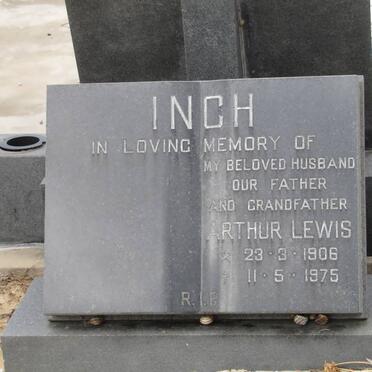 INCH
IN LOVING MEMORY OF
MY BELOVED HUSBAND
OUR FATHER
AND GRANDFATHER
ARTHUR LEWIS
* 23·3·1906
† 11·5·1975
R.I.P